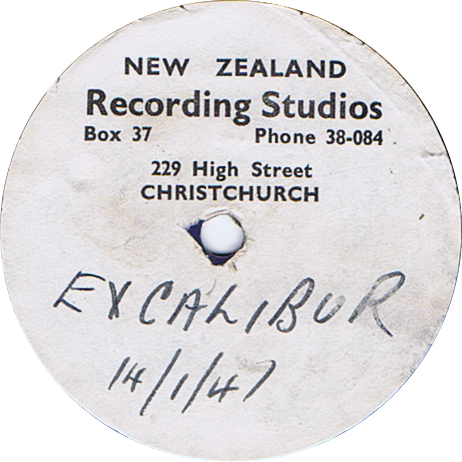 NEW ZEALAND
Recording Studios
Box 37 Phone 38-084
229 High Street
CHRISTCHURCH
EXCALIBUR
14/1/47